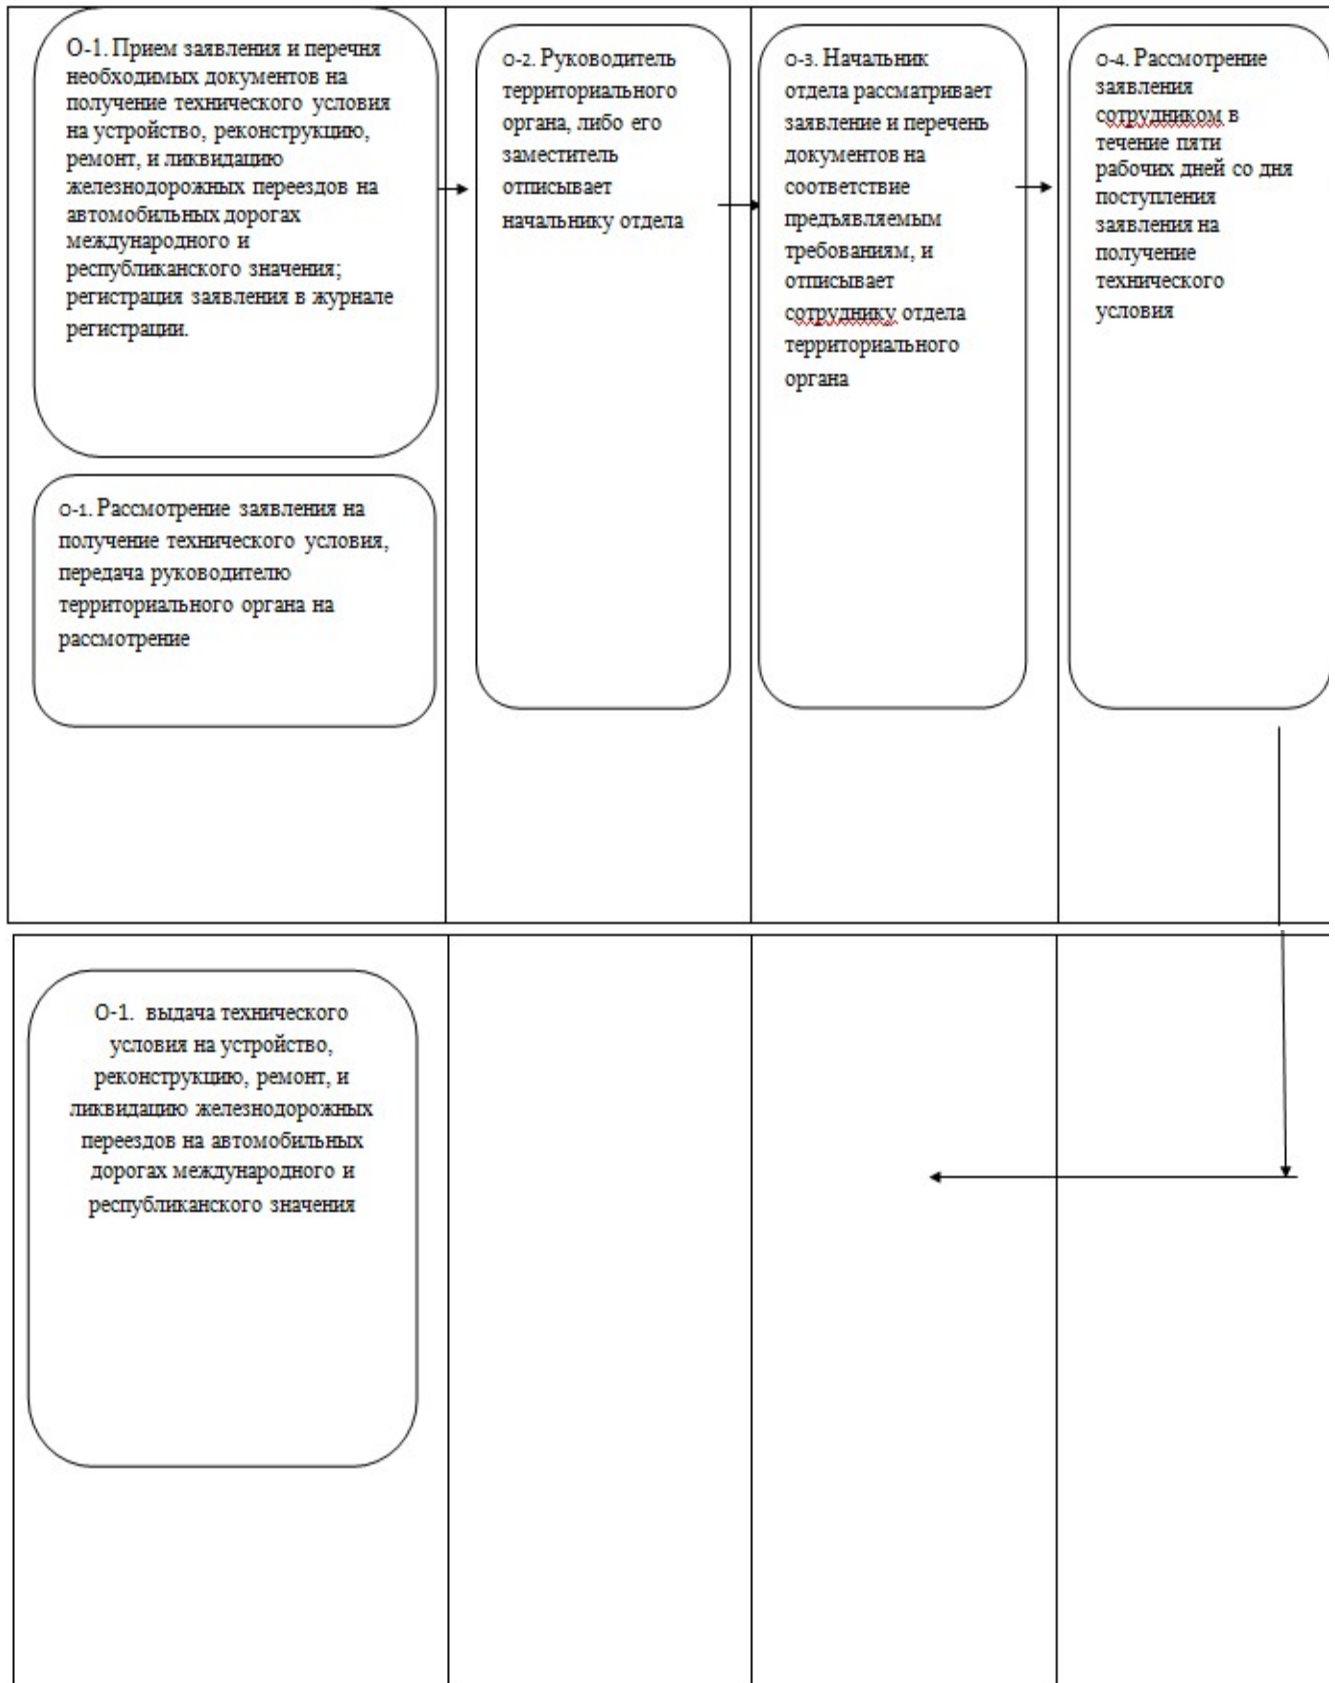 О-1. Прием заявления и перечня
необходимых документов на
получение технического условия
на устройство, реконструкцию,
ремонт, и ликвидацию
железнодорожных переездов на
автомобильных дорогах
международного и
республиканского значения;
регистрация заявления в журнале
регистрации.
О-1. Рассмотрение заявления на
получение технического условия,
передача руководителю
территориального органа на
рассмотрение
О-2. Руководитель
территориального
органа, либо его
заместитель
отписывает
начальнику отдела
О-3. Начальник
отдела рассматривает
заявление и перечень
документов на
соответствие
предъявляемым
требованиям, и
отписывает
сотруднику отдела
территориального
органа
О-4. Рассмотрение
заявления
сотрудником в
течение пяти
рабочих дней со дня
поступления
заявления на
получение
технического
условия
О-1. выдача технического
условия на устройство,
реконструкцию, ремонт, и
ликвидацию железнодорожных
переездов на автомобильных
дорогах международного и
республиканского значения